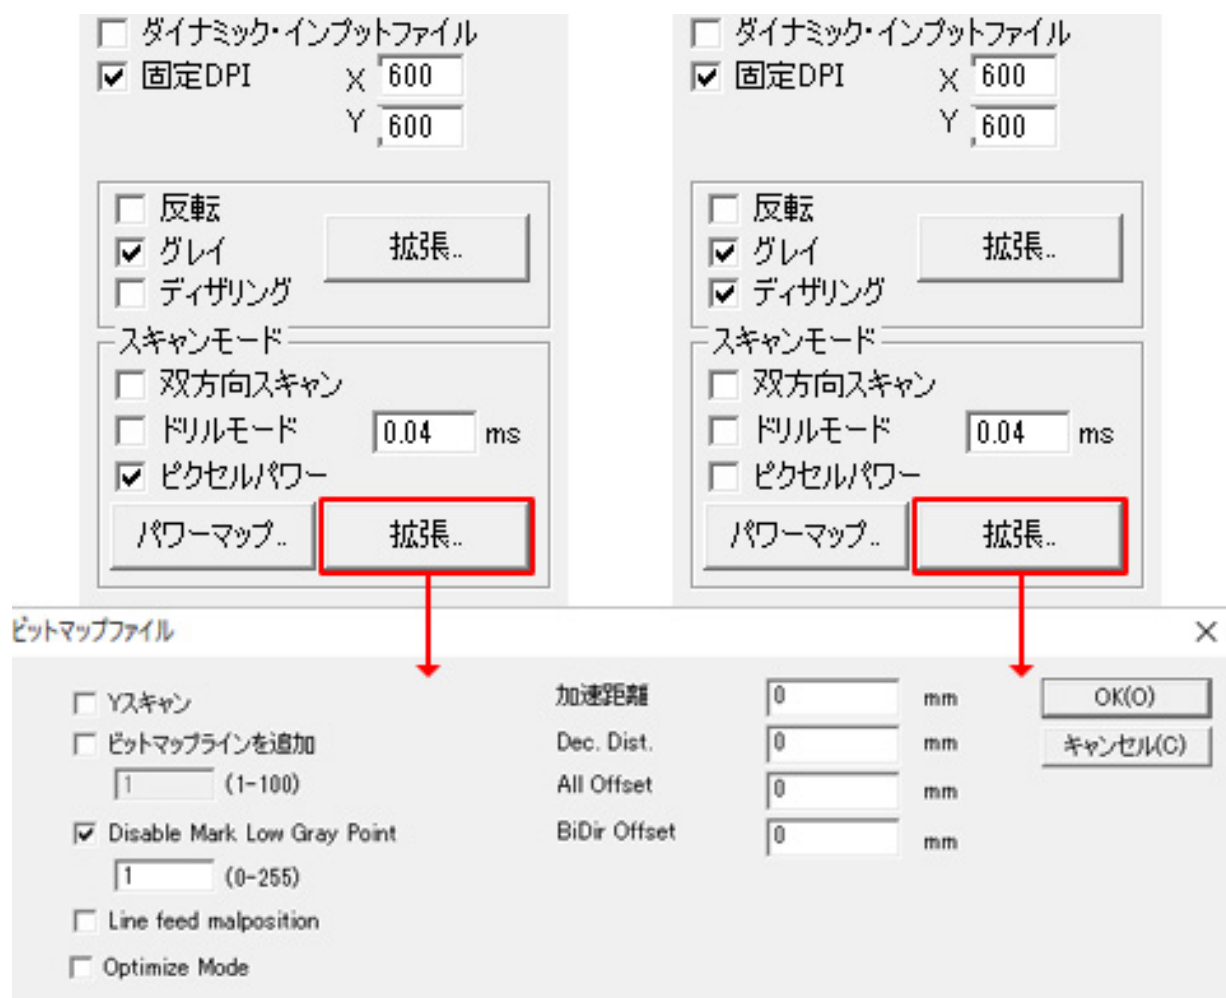 ダイナミック・インプットファイル
固定DPI X 600
Y 600
反転
グレイ
ディザリング
拡張..
スキャンモード
双方向スキャン
ドリルモード 0.04 ms
ピクセルパワー
パワーマップ.. 拡張..
ダイナミック・インプットファイル
固定DPI X 600
Y 600
反転
グレイ
ディザリング
拡張..
スキャンモード
双方向スキャン
ドリルモード 0.04 ms
ピクセルパワー
パワーマップ.. 拡張..
ビットマップファイル
Yスキャン
ビットマップラインを追加
1 (1-100)
Disable Mark Low Gray Point
1 (0-255)
Line feed malposition
Optimize Mode
加速距離 0 mm
Dec. Dist. 0 mm
All Offset 0 mm
BiDir Offset 0 mm
OK(O)
キャンセル(C)